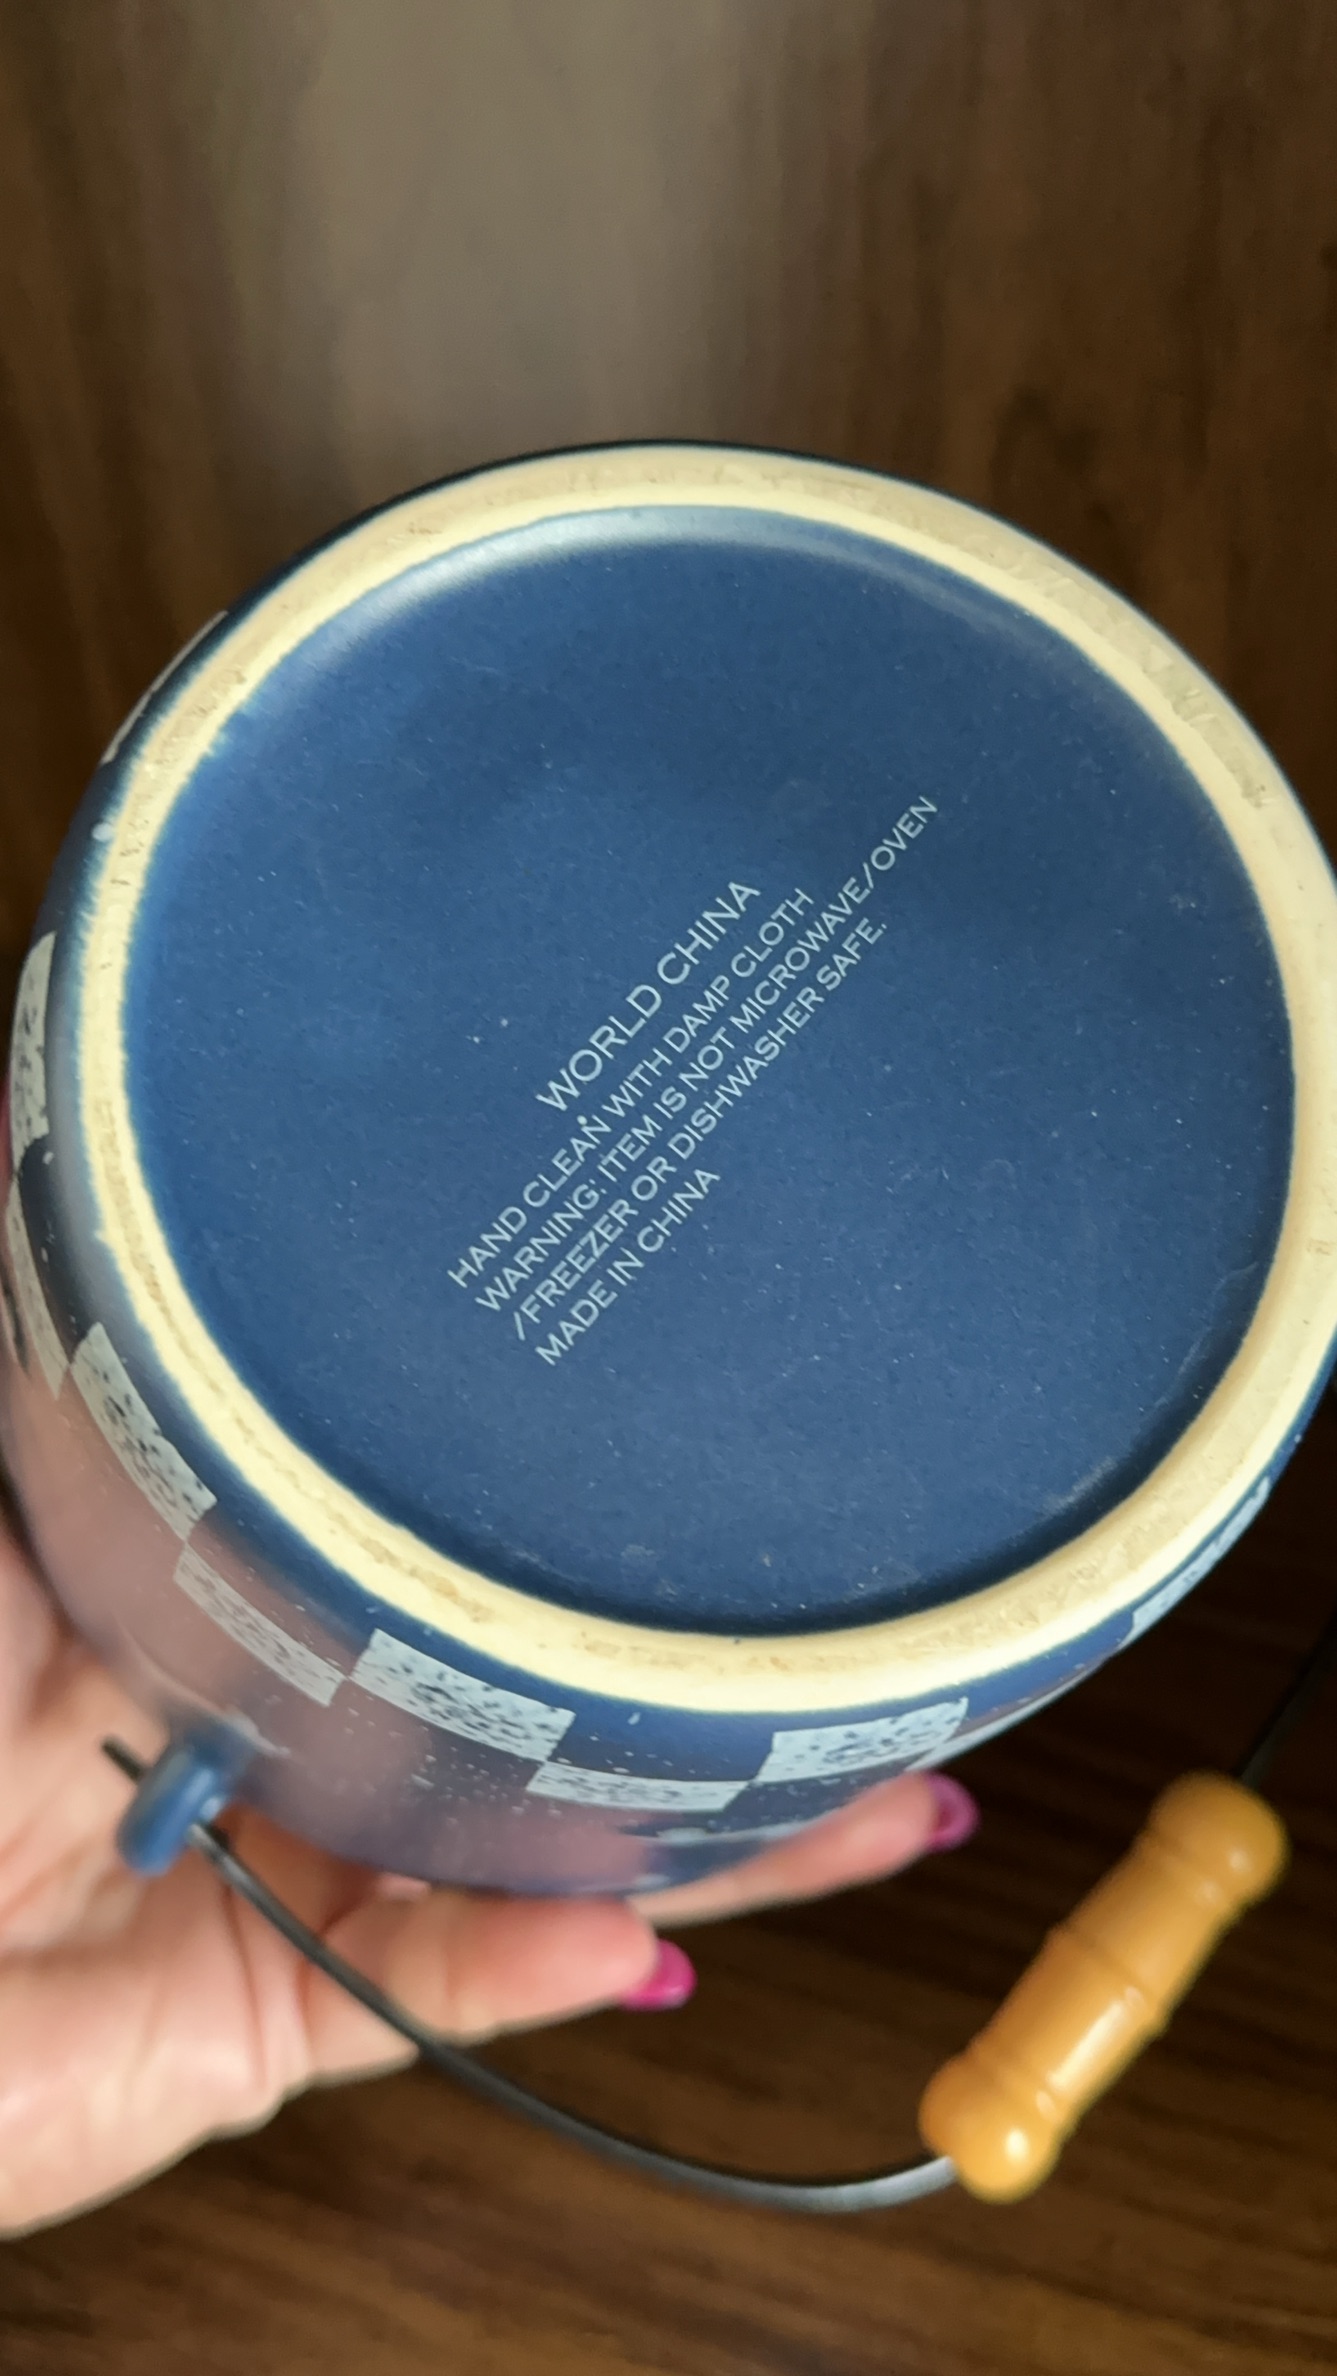 WORLD CHINA
HAND CLEAN WITH DAMP CLOTH
WARNING: ITEM IS NOT MICROWAVE/OVEN
/FREEZER OR DISHWASHER SAFE.
MADE IN CHINA